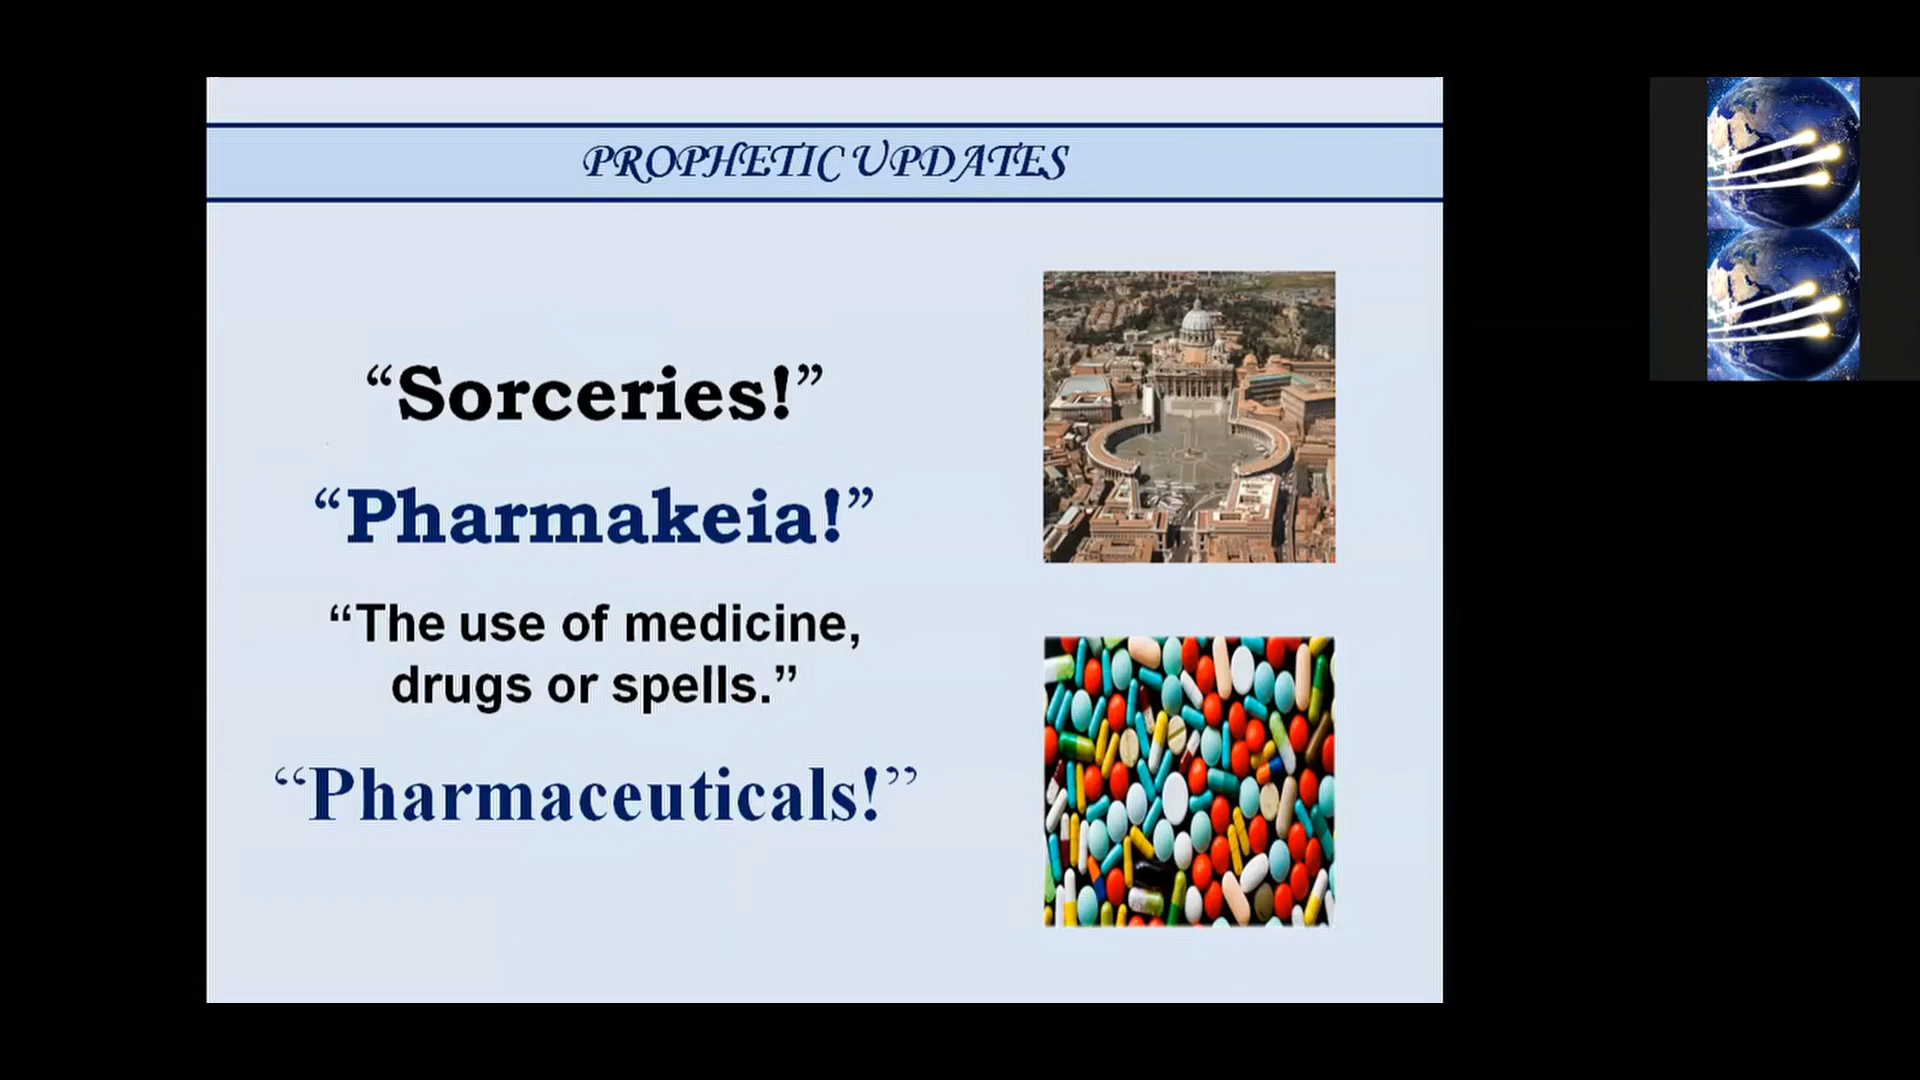 PROPHETIC UPDATES
“Sorceries!”
“Pharmakeia!”
“The use of medicine,
drugs or spells.”
“Pharmaceuticals!”